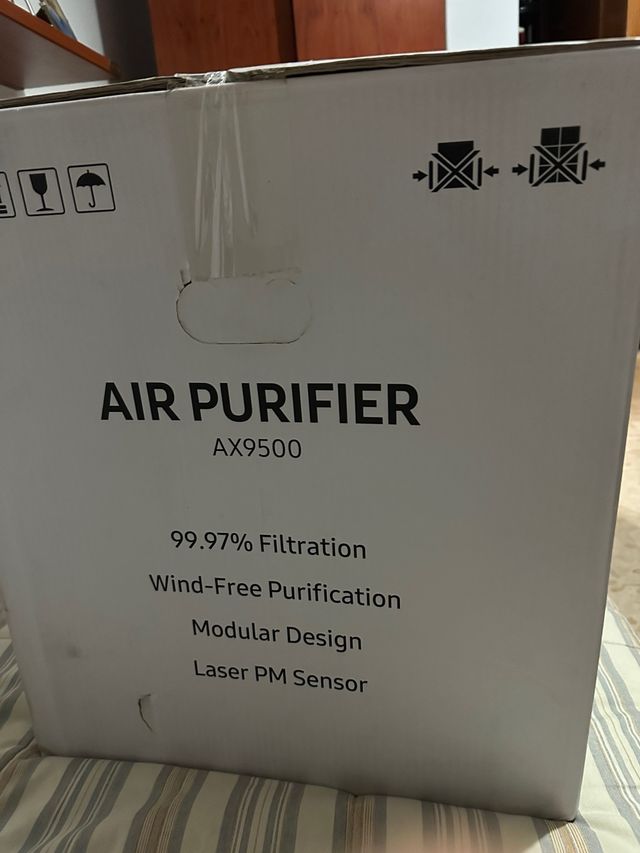 AIR PURIFIER
AX9500
99.97% Filtration
Wind-Free Purification
Modular Design
Laser PM Sensor